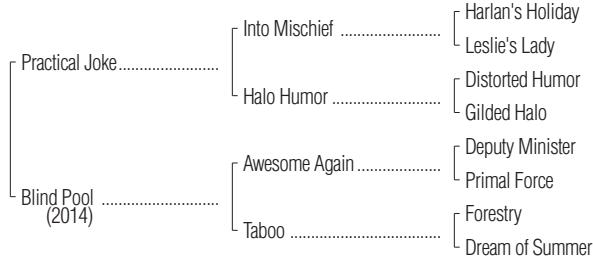 Harlan's Holiday
Into Mischief ....................
Leslie's Lady
Practical Joke....................
Distorted Humor
Halo Humor ......................
Gilded Halo
Deputy Minister
Awesome Again .................
Primal Force
Blind Pool ........................
(2014)
Forestry
Taboo ..............................
Dream of Summer